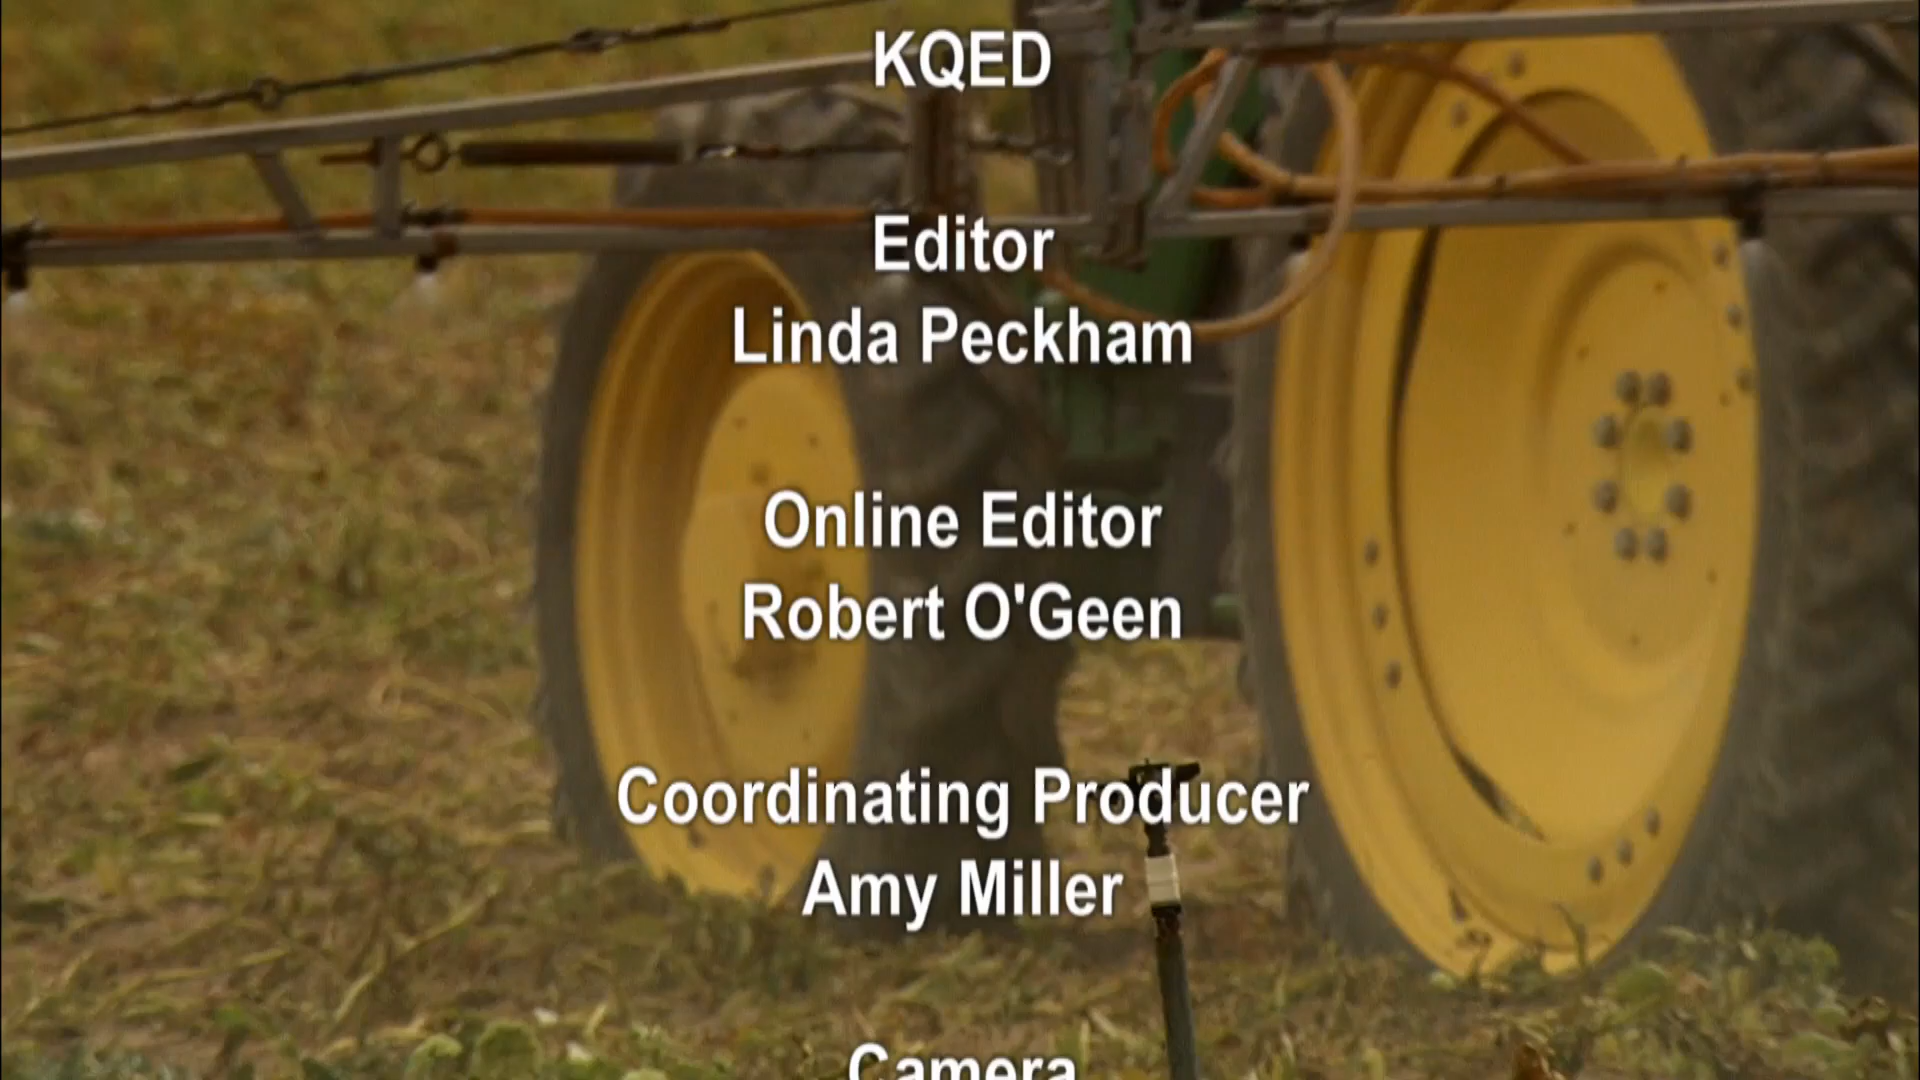 KQED
Editor
Linda Peckham
Online Editor
Robert O'Geen
Coordinating Producer
Amy Miller
Camera